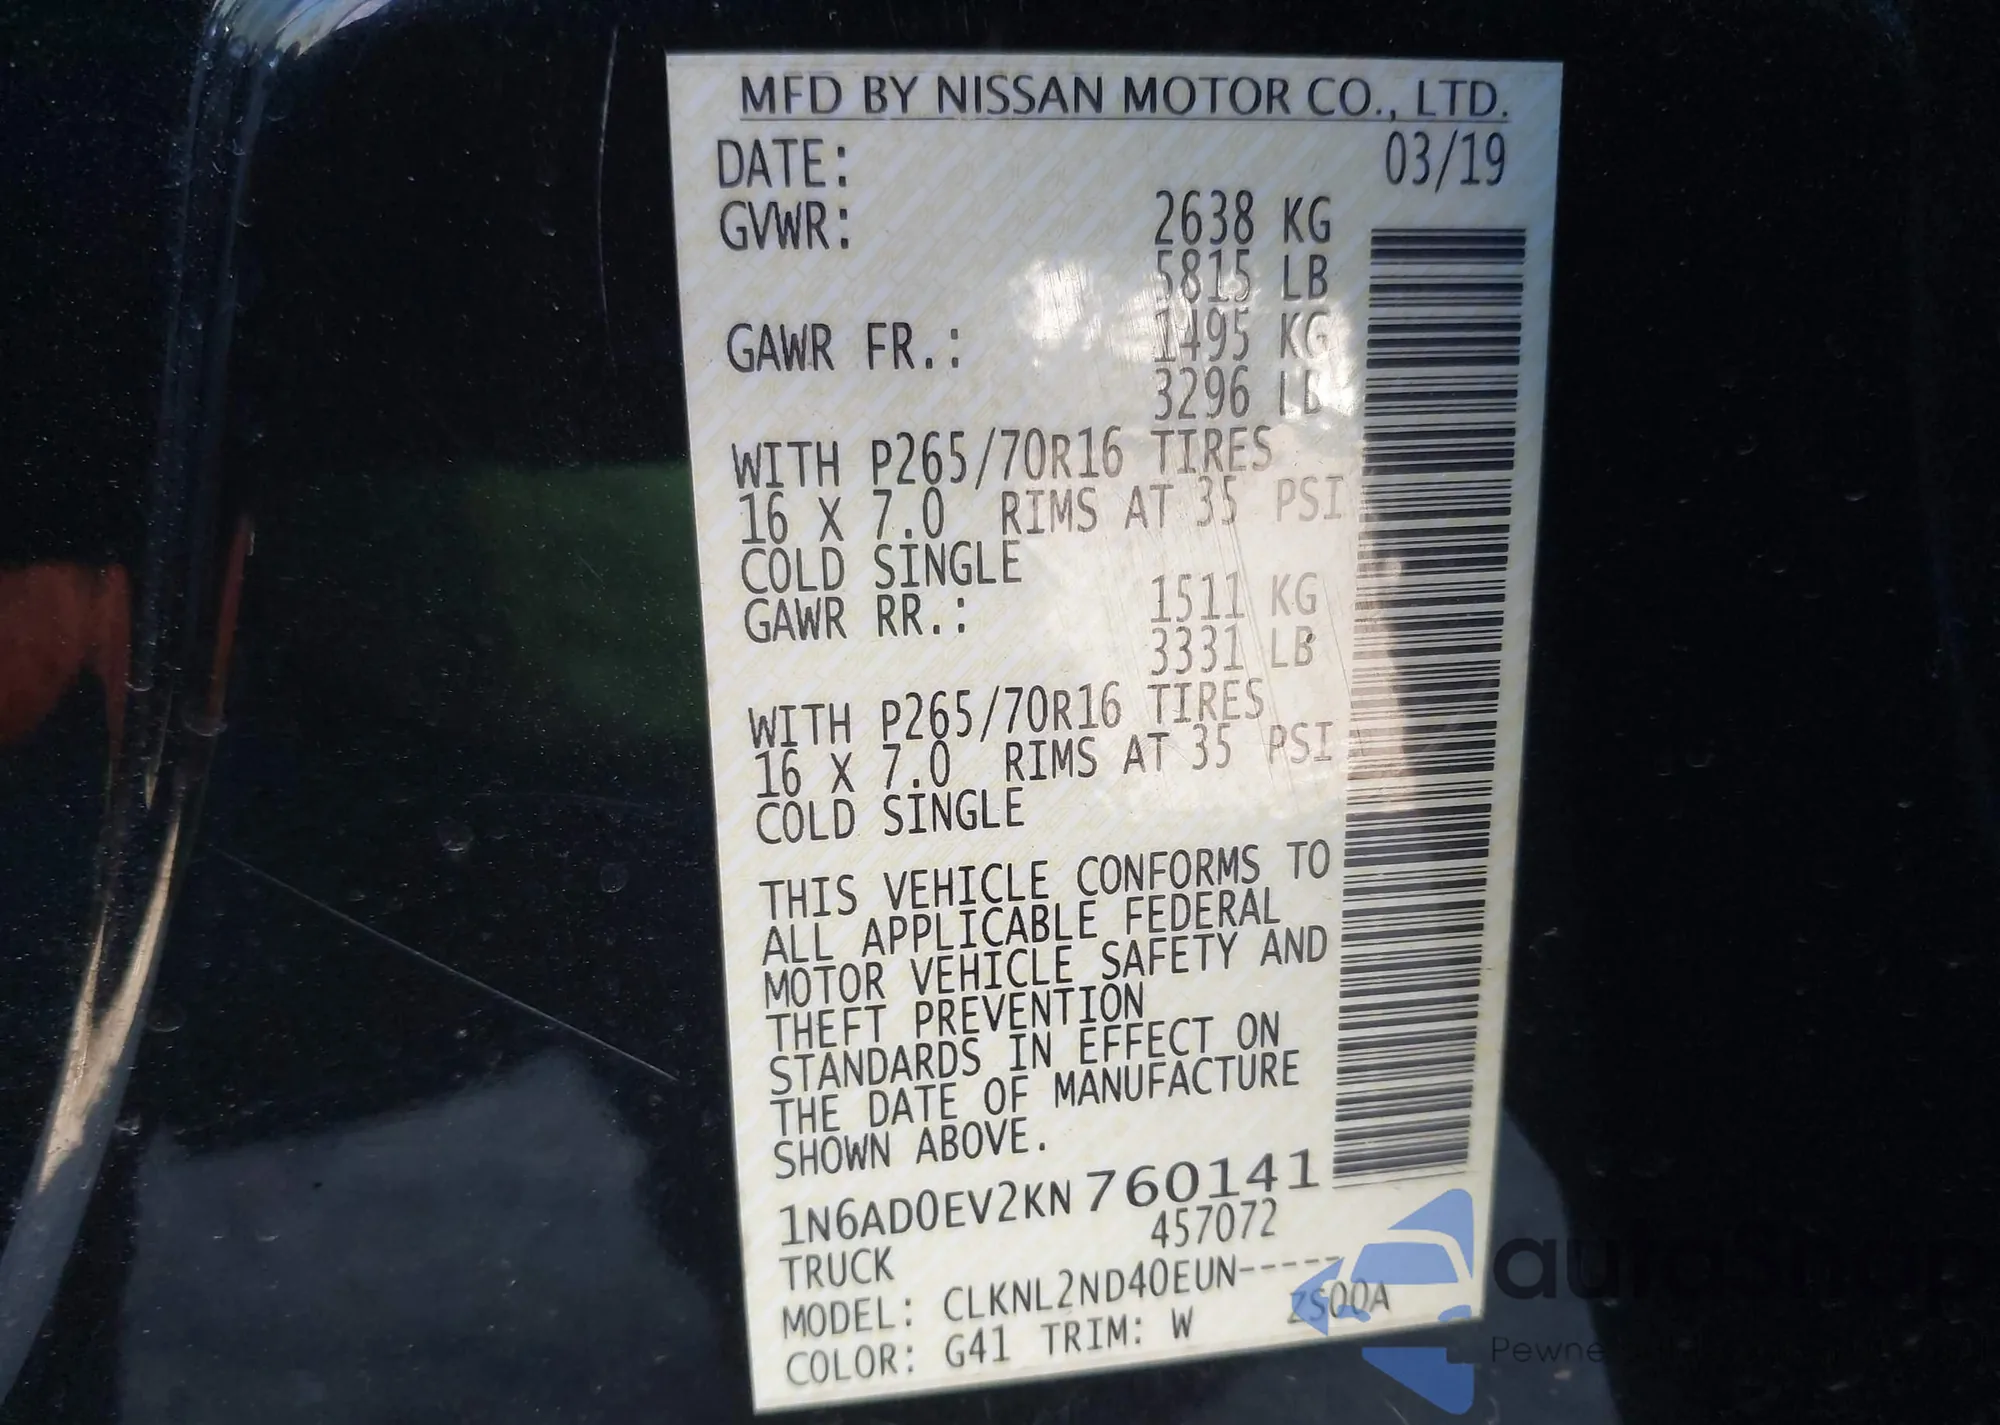 MFD BY NISSAN MOTOR CO., LTD.
DATE: 03/19
GVWR: 2638 KG
5815 LB
GAWR FR.: 1495 KG
3296 LB
WITH P265/70R16 TIRES
16 X 7.0 RIMS AT 35 PSI
COLD SINGLE
GAWR RR.: 1511 KG
3331 LB
WITH P265/70R16 TIRES
16 X 7.0 RIMS AT 35 PSI
COLD SINGLE
THIS VEHICLE CONFORMS TO
ALL APPLICABLE FEDERAL
MOTOR VEHICLE SAFETY AND
THEFT PREVENTION
STANDARDS IN EFFECT ON
THE DATE OF MANUFACTURE
SHOWN ABOVE.
1N6AD0EV2KN 760141
457072
TRUCK
MODEL: CLKNL2ND40EUN-----
ZS00A
COLOR: G41 TRIM: W